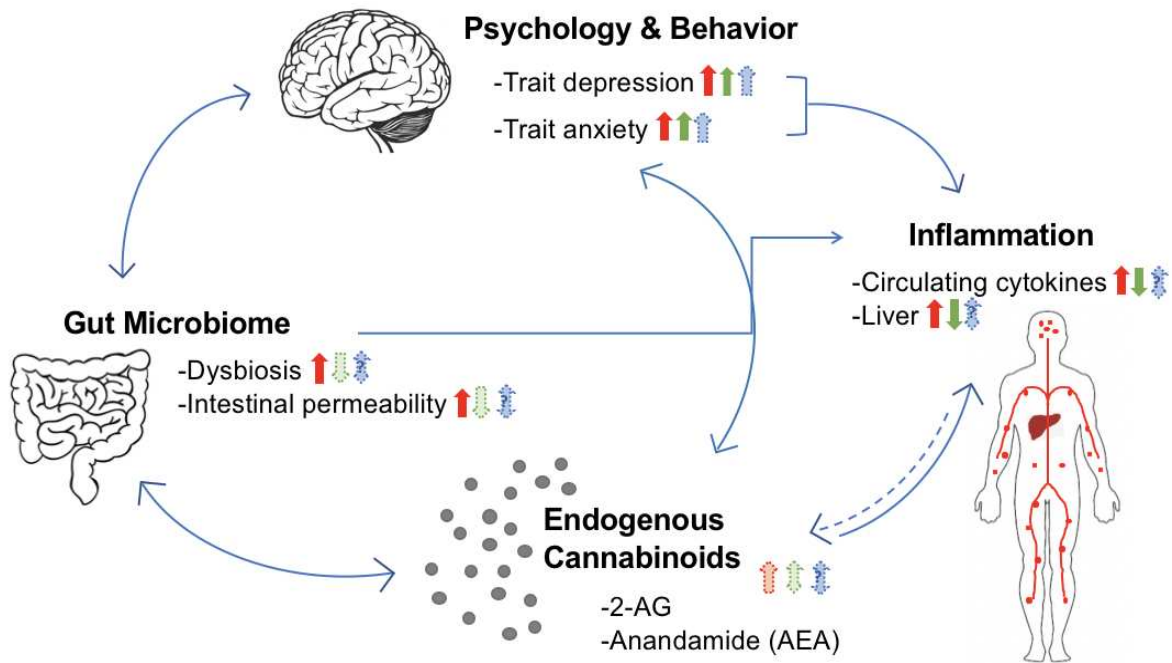 Psychology & Behavior
-Trait depression
-Trait anxiety
Inflammation
-Circulating cytokines ?
-Liver ?
Gut Microbiome
-Dysbiosis ?
-Intestinal permeability ?
Endogenous
Cannabinoids ?
-2-AG
-Anandamide (AEA)